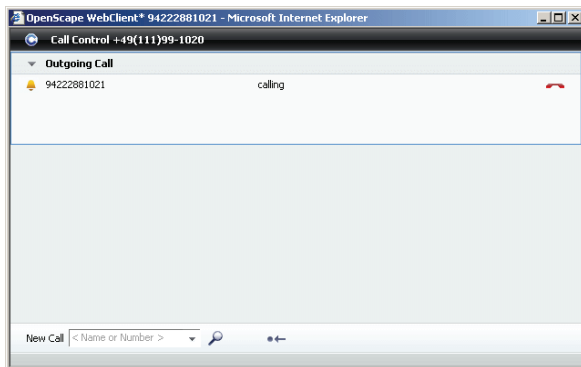 OpenScape WebClient* 94222881021 - Microsoft Internet Explorer
Call Control +49(111)99-1020
Outgoing Call
94222881021 calling
New Call < Name or Number >